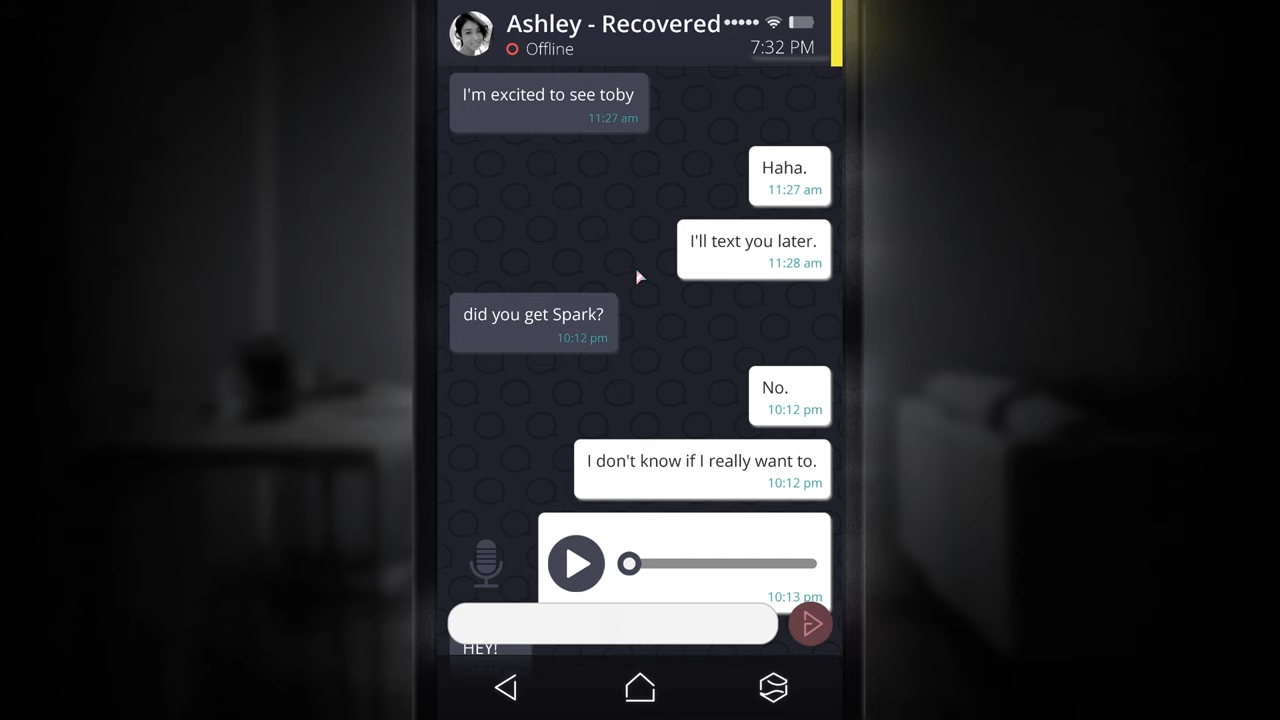 Ashley - Recovered
Offline
7:32 PM
I'm excited to see toby
11:27 am
Haha.
11:27 am
I'll text you later.
11:28 am
did you get Spark?
10:12 pm
No.
10:12 pm
I don't know if I really want to.
10:12 pm
10:13 pm
HEY!